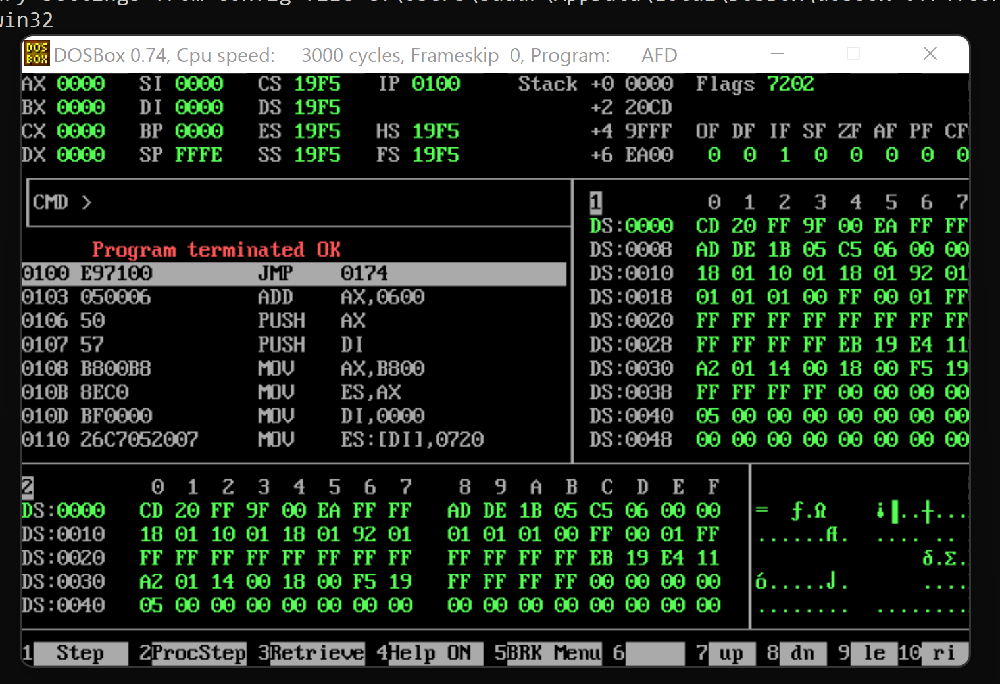 win32
DOSBox 0.74, Cpu speed: 3000 cycles, Frameskip 0, Program: AFD
AX 0000 SI 0000 CS 19F5 IP 0100 Stack +0 0000 Flags 7202
BX 0000 DI 0000 DS 19F5 +2 20CD
CX 0000 BP 0000 ES 19F5 HS 19F5 +4 9FFF OF DF IF SF ZF AF PF CF
DX 0000 SP FFFE SS 19F5 FS 19F5 +6 EA00 0 0 1 0 0 0 0 0
CMD >
Program terminated OK
0100 E97100 JMP 0174
0103 050006 ADD AX,0600
0106 50 PUSH AX
0107 57 PUSH DI
0108 B800B8 MOV AX,B800
010B 8EC0 MOV ES,AX
010D BF0000 MOV DI,0000
0110 26C7052007 MOV ES:[DI],0720
1 0 1 2 3 4 5 6 7
DS:0000 CD 20 FF 9F 00 EA FF FF
DS:0008 AD DE 1B 05 C5 06 00 00
DS:0010 18 01 10 01 18 01 92 01
DS:0018 01 01 01 00 FF 00 01 FF
DS:0020 FF FF FF FF FF FF FF FF
DS:0028 FF FF FF FF EB 19 E4 11
DS:0030 A2 01 14 00 18 00 F5 19
DS:0038 FF FF FF FF 00 00 00 00
DS:0040 05 00 00 00 00 00 00 00
DS:0048 00 00 00 00 00 00 00 00
2 0 1 2 3 4 5 6 7 8 9 A B C D E F
DS:0000 CD 20 FF 9F 00 EA FF FF AD DE 1B 05 C5 06 00 00 = ƒ.Ω ¡▐..┼...
DS:0010 18 01 10 01 18 01 92 01 01 01 01 00 FF 00 01 FF ......Æ. .... ..
DS:0020 FF FF FF FF FF FF FF FF FF FF FF FF EB 19 E4 11 δ.Σ.
DS:0030 A2 01 14 00 18 00 F5 19 FF FF FF FF 00 00 00 00 ó.....⌡. ....
DS:0040 05 00 00 00 00 00 00 00 00 00 00 00 00 00 00 00 ........ ........
1 Step 2ProcStep 3Retrieve 4Help ON 5BRK Menu 6 7 up 8 dn 9 le 10 ri